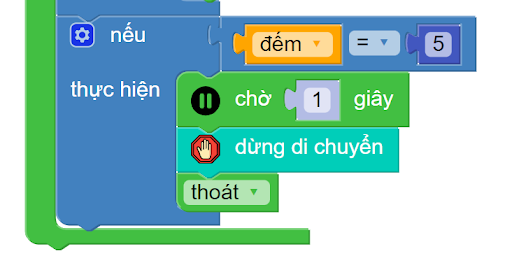 nếu đếm = 5
thực hiện
chờ 1 giây
dừng di chuyển
thoát